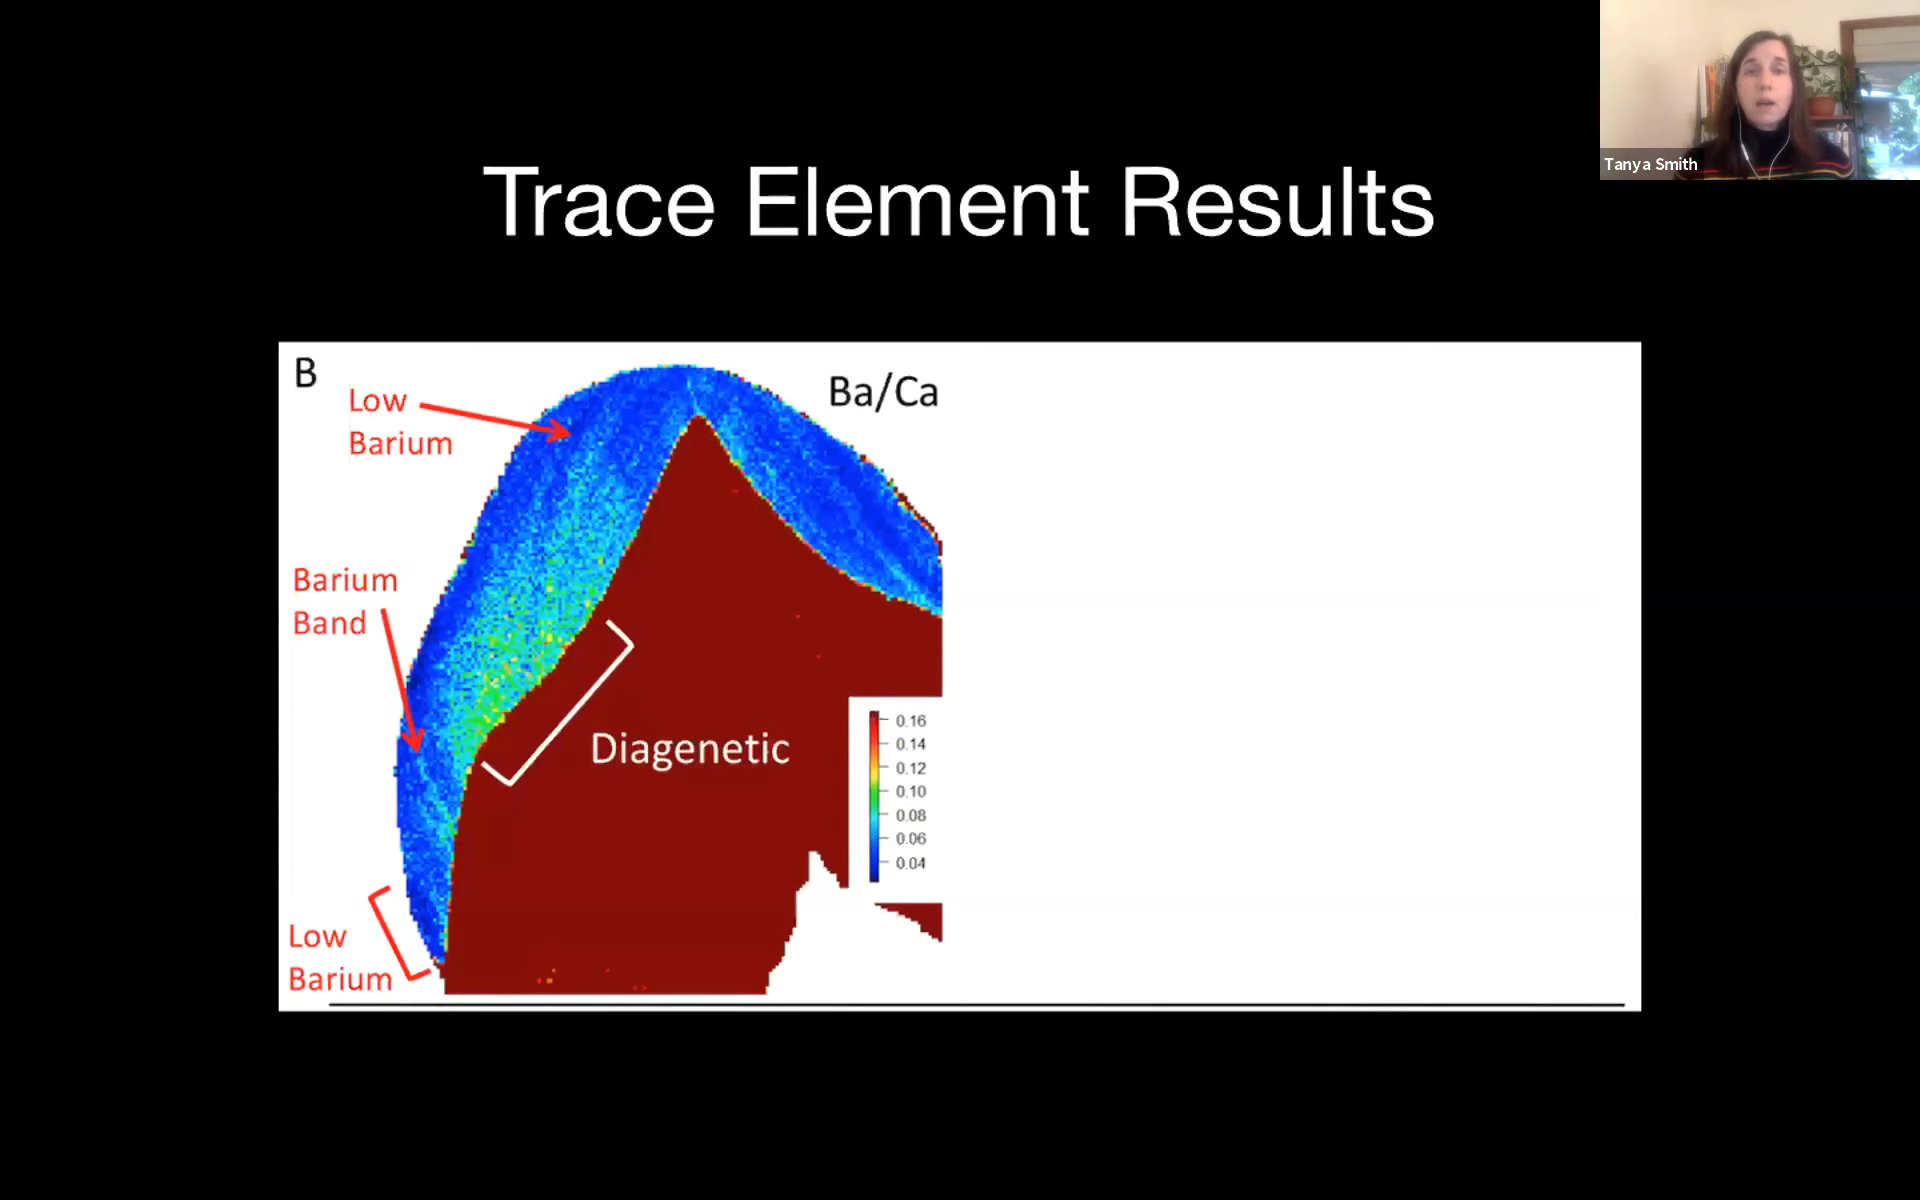 Tanya Smith
Trace Element Results
B
Ba/Ca
Low
Barium
Barium
Band
Diagenetic
0.16
0.14
0.12
0.10
0.08
0.06
0.04
Low
Barium